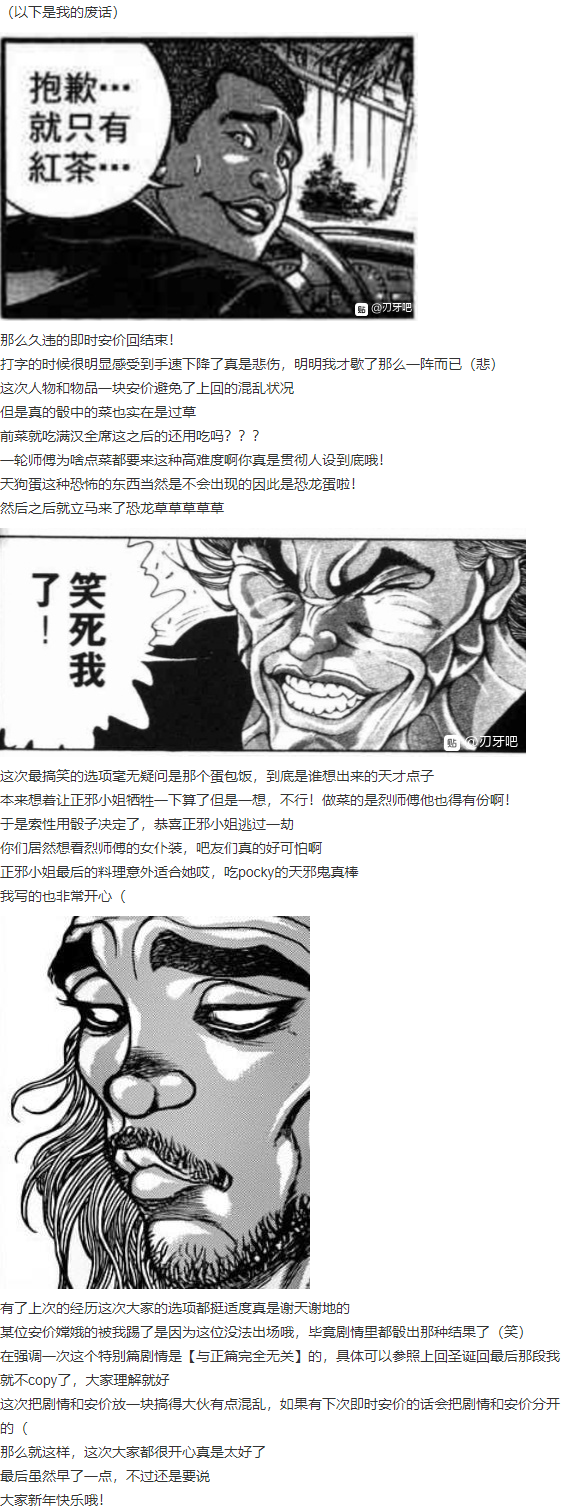 （以下是我的废话）
抱歉…
就只有
紅茶…
贴 @刃牙吧
那么久违的即时安价回结束！
打字的时候很明显感受到手速下降了真是悲伤，明明我才歇了那么一阵而已（悲）
这次人物和物品一块安价避免了上回的混乱状况
但是真的骰中的菜也实在是过草
前菜就吃满汉全席这之后的还用吃吗？？？
一轮师傅为啥点菜都要来这种高难度啊你真是贯彻人设到底哦！
天狗蛋这种恐怖的东西当然是不会出现的因此是恐龙蛋啦！
然后之后就立马来了恐龙草草草草草
笑死我
了！
贴 @刃牙吧
这次最搞笑的选项毫无疑问是那个蛋包饭，到底是谁想出来的天才点子
本来想着让正邪小姐牺牲一下算了但是一想，不行！做菜的是烈师傅他也得有份啊！
于是索性用骰子决定了，恭喜正邪小姐逃过一劫
你们居然想看烈师傅的女仆装，吧友们真的好可怕啊
正邪小姐最后的料理意外适合她哎，吃pocky的天邪鬼真棒
我写的也非常开心（
有了上次的经历这次大家的选项都挺适度真是谢天谢地的
某位安价嫦娥的被我踢了是因为这位没法出场哦，毕竟剧情里都骰出那种结果了（笑）
在强调一次这个特别篇剧情是【与正篇完全无关】的，具体可以参照上回圣诞回最后那段我
就不copy了，大家理解就好
这次把剧情和安价放一块搞得大伙有点混乱，如果有下次即时安价的话会把剧情和安价分开
的（
那么就这样，这次大家都很开心真是太好了
最后虽然早了一点，不过还是要说
大家新年快乐哦！